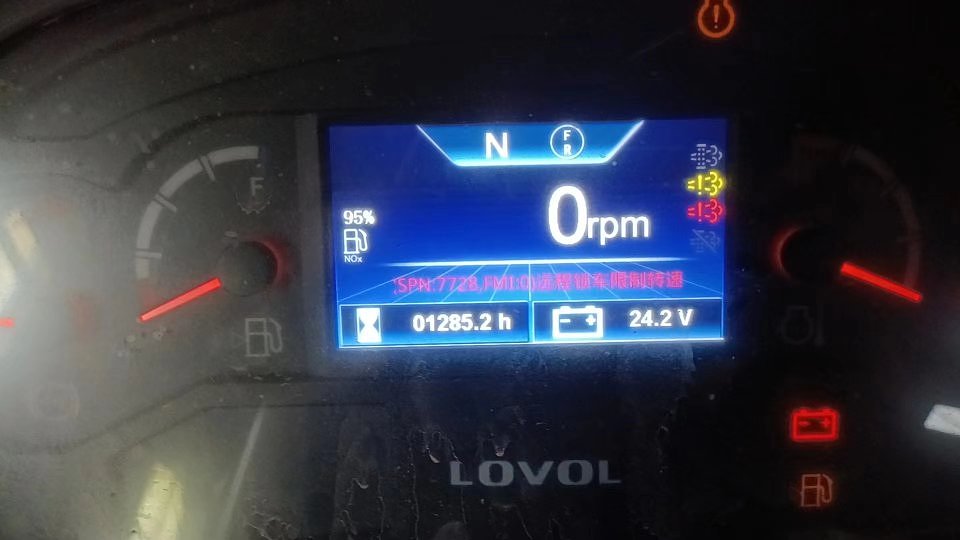 N
F
R
F
95%
NOx
0rpm
(SPN:7728,FMI:0)远程锁车限制转速
01285.2 h
24.2 V
LOVOL